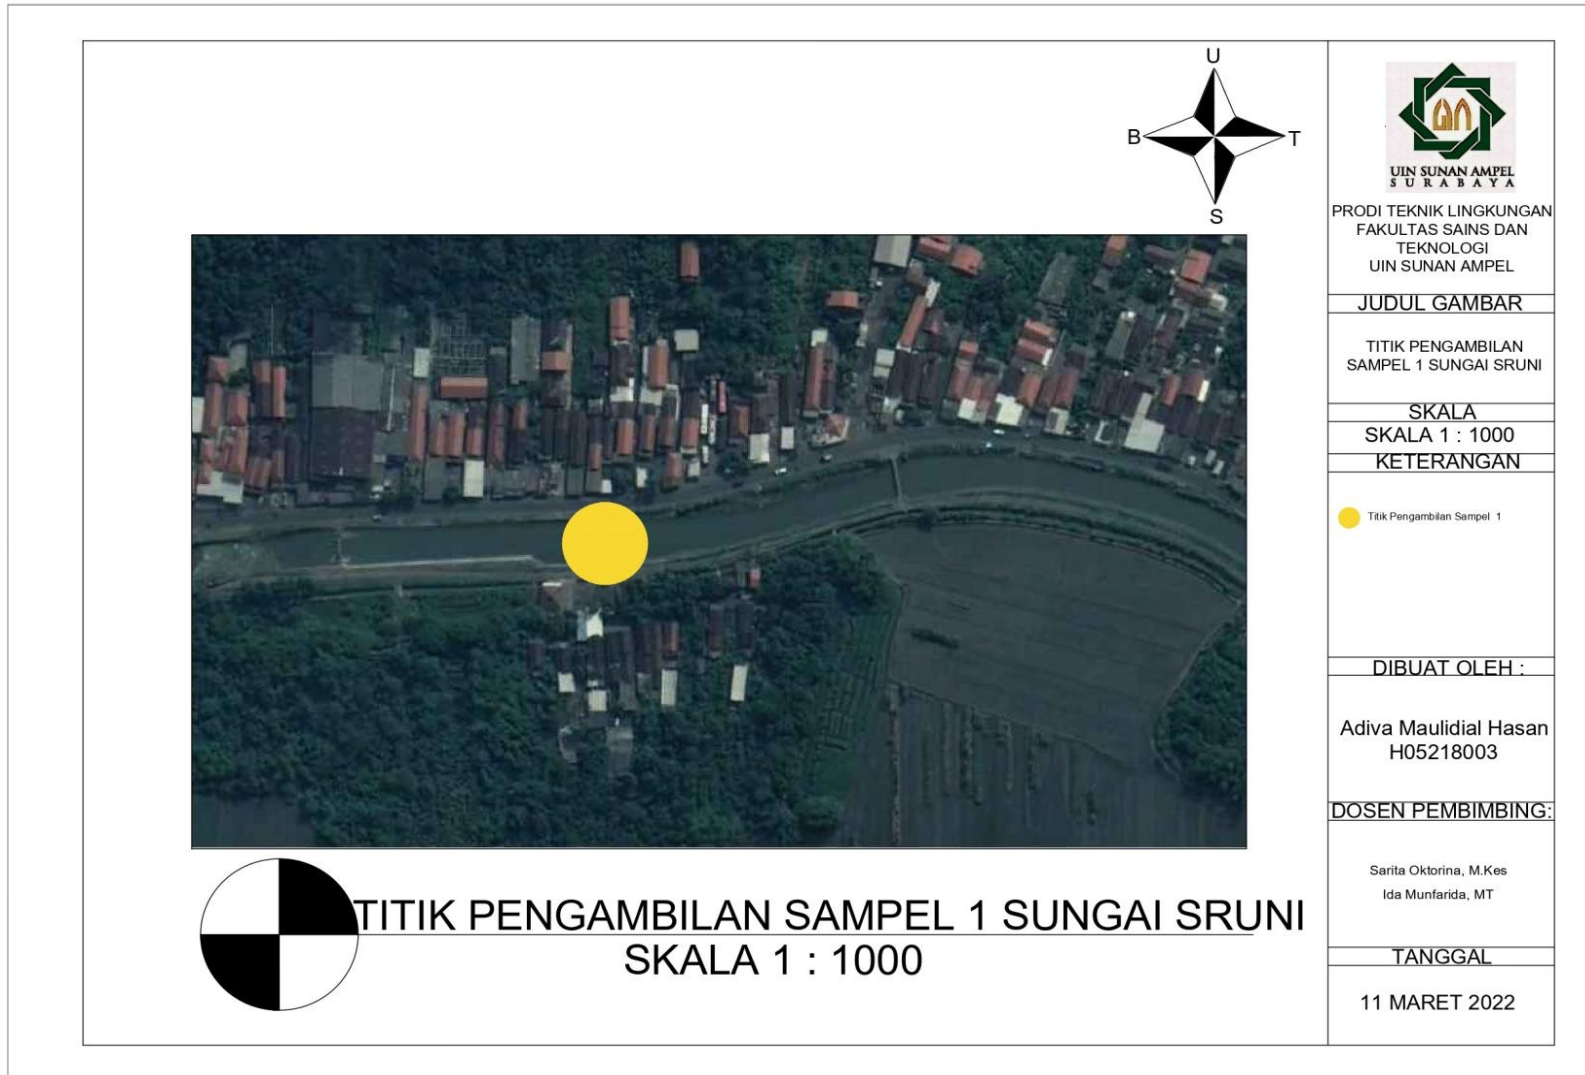 U
B
T
S
UIN SUNAN AMPEL
SURABAYA
PRODI TEKNIK LINGKUNGAN
FAKULTAS SAINS DAN
TEKNOLOGI
UIN SUNAN AMPEL
JUDUL GAMBAR
TITIK PENGAMBILAN
SAMPEL 1 SUNGAI SRUNI
SKALA
SKALA 1 : 1000
KETERANGAN
Titik Pengambilan Sampel 1
DIBUAT OLEH :
Adiva Maulidial Hasan
H05218003
DOSEN PEMBIMBING:
Sarita Oktorina, M.Kes
Ida Munfarida, MT
TANGGAL
11 MARET 2022
TITIK PENGAMBILAN SAMPEL 1 SUNGAI SRUNI
SKALA 1 : 1000